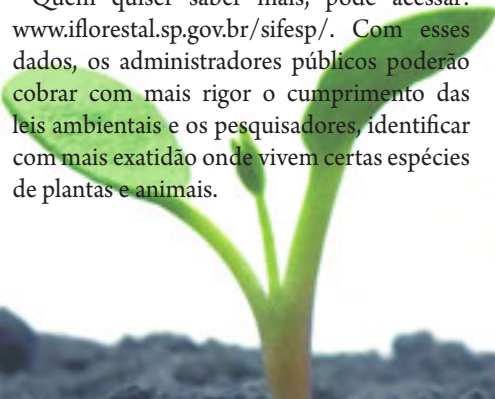 Quem quiser saber mais, pode acessar:
www.iflorestal.sp.gov.br/sifesp/. Com esses
dados, os administradores públicos poderão
cobrar com mais rigor o cumprimento das
leis ambientais e os pesquisadores, identificar
com mais exatidão onde vivem certas espécies
de plantas e animais.